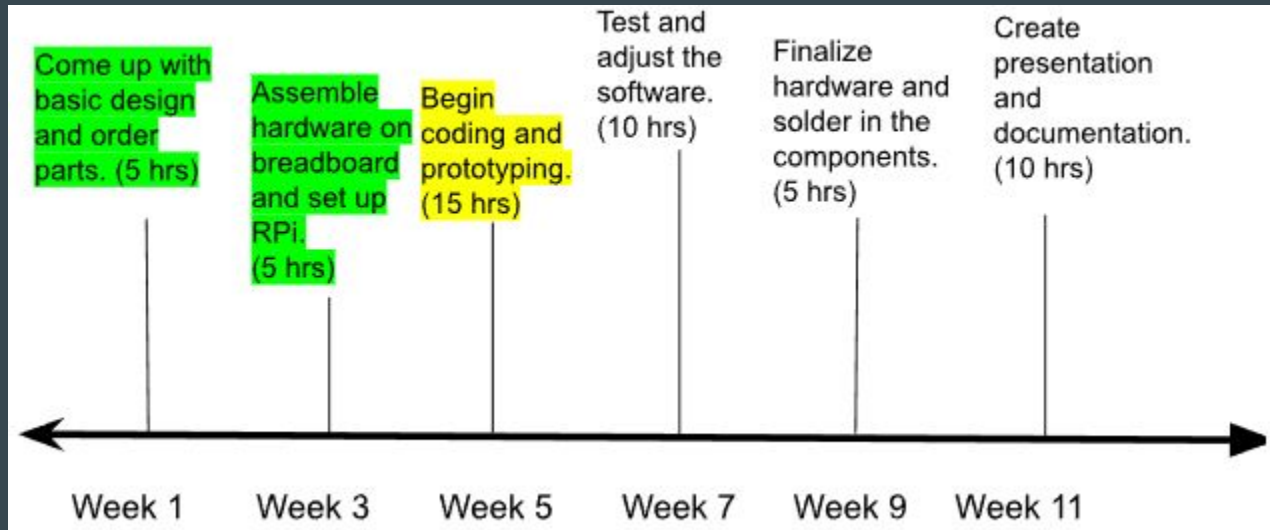 Come up with
basic design
and order
parts. (5 hrs)
Assemble
hardware on
breadboard
and set up
RPi.
(5 hrs)
Begin
coding and
prototyping.
(15 hrs)
Test and
adjust the
software.
(10 hrs)
Finalize
hardware and
solder in the
components.
(5 hrs)
Create
presentation
and
documentation.
(10 hrs)
Week 1
Week 3
Week 5
Week 7
Week 9
Week 11